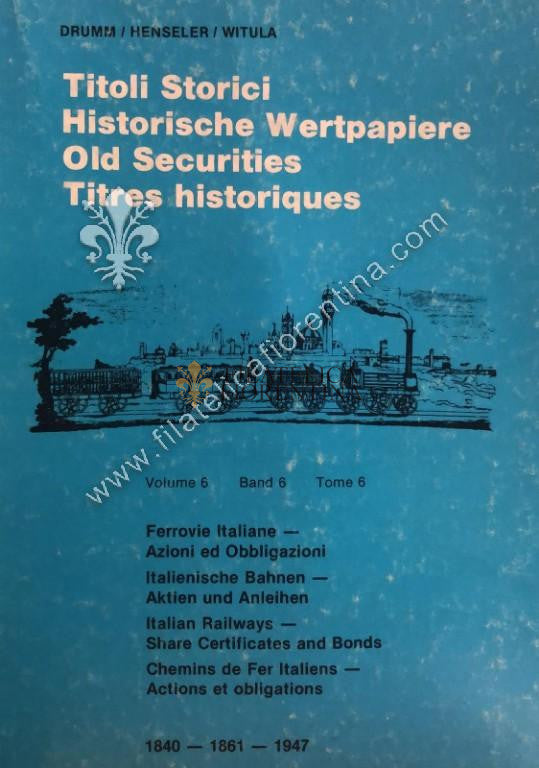 DRUMM / HENSELER / WITULA
Titoli Storici
Historische Wertpapiere
Old Securities
Titres historiques
www.filatelicafiorentina.com
Volume 6 Band 6 Tome 6
Ferrovie Italiane —
Azioni ed Obbligazioni
Italienische Bahnen —
Aktien und Anleihen
Italian Railways —
Share Certificates and Bonds
Chemins de Fer Italiens —
Actions et obligations
1840 — 1861 — 1947